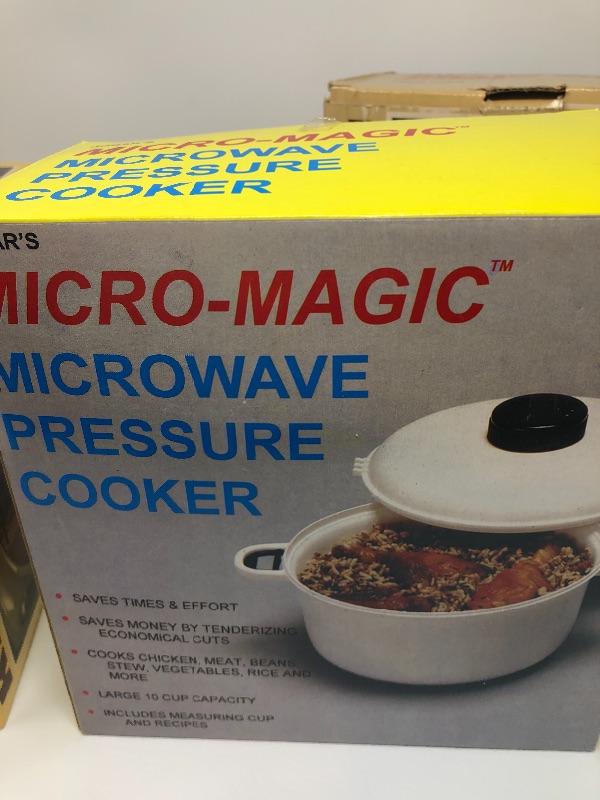 MICRO-MAGIC™
MICROWAVE
PRESSURE
COOKER
AR'S
MICRO-MAGIC™
MICROWAVE
PRESSURE
COOKER
• SAVES TIMES & EFFORT
• SAVES MONEY BY TENDERIZING
ECONOMICAL CUTS
• COOKS CHICKEN, MEAT, BEANS,
STEW, VEGETABLES, RICE AND
MORE
• LARGE 10 CUP CAPACITY
• INCLUDES MEASURING CUP
AND RECIPES